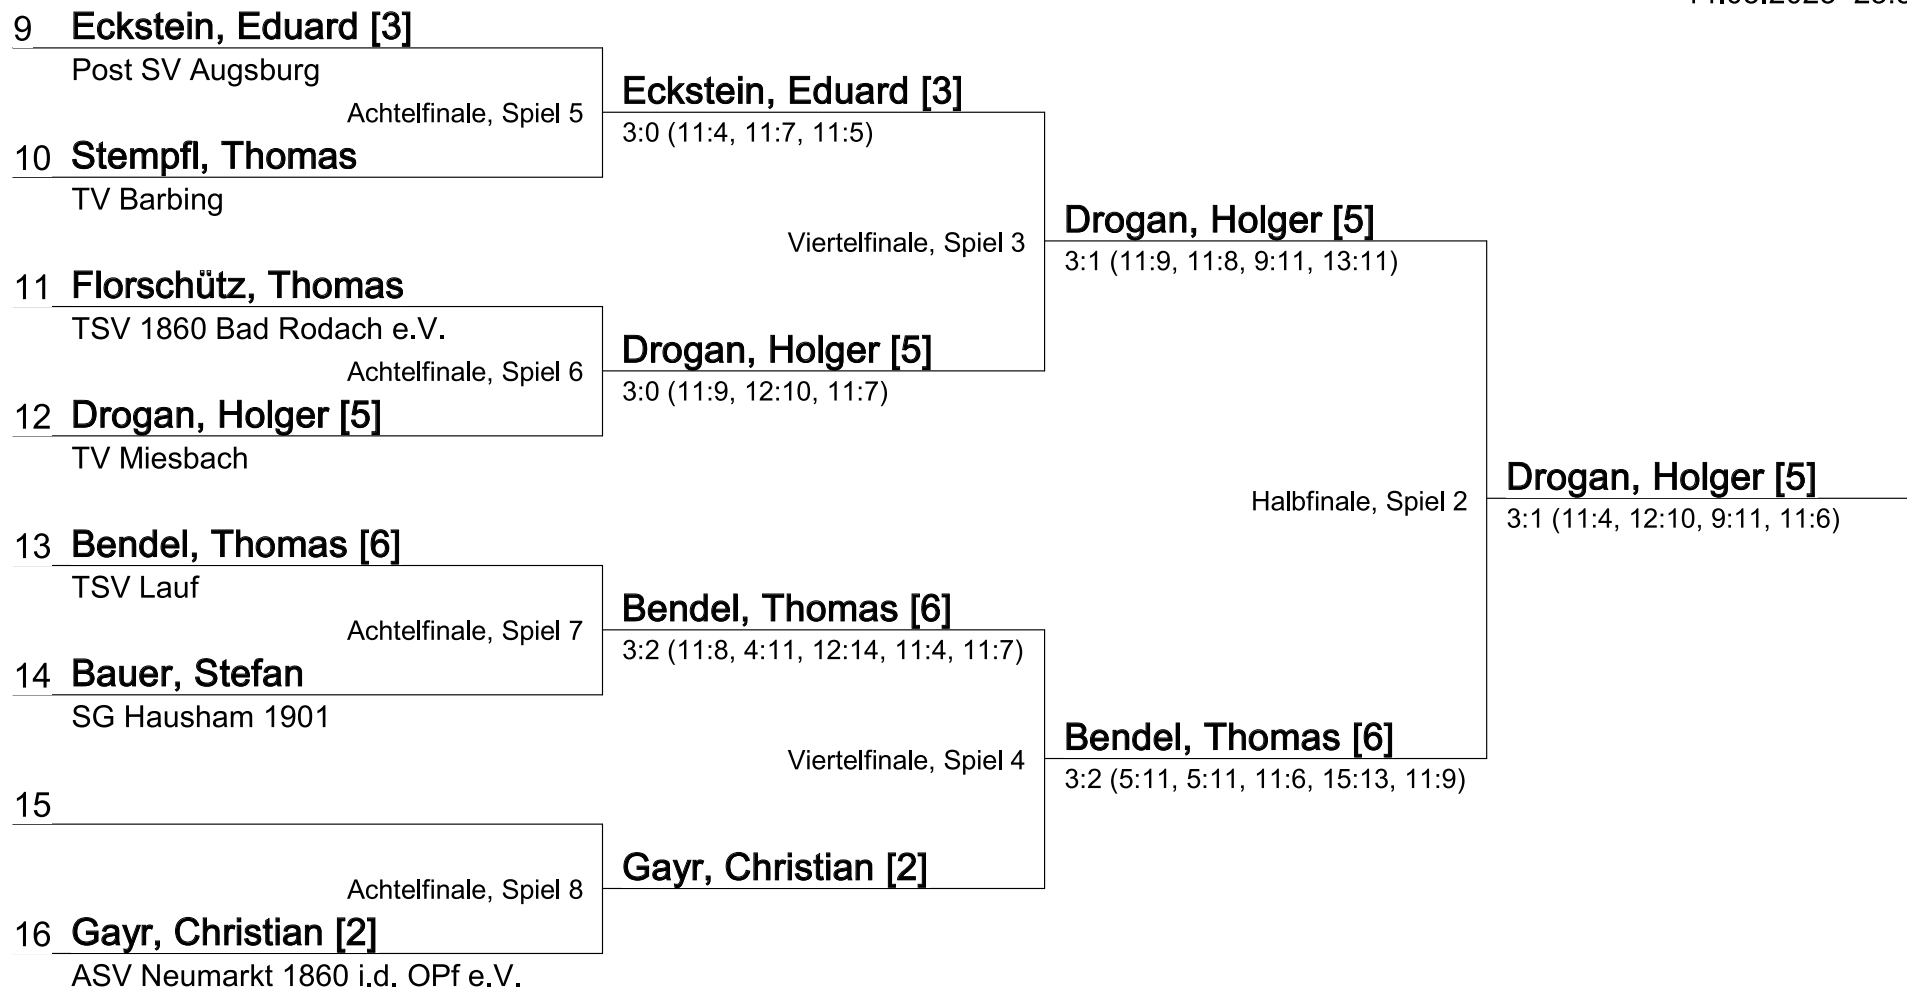 9 Eckstein, Eduard [3]
Post SV Augsburg
Achtelfinale, Spiel 5
Eckstein, Eduard [3]
3:0 (11:4, 11:7, 11:5)
10 Stempfl, Thomas
TV Barbing
Viertelfinale, Spiel 3
Drogan, Holger [5]
3:1 (11:9, 11:8, 9:11, 13:11)
11 Florschütz, Thomas
TSV 1860 Bad Rodach e.V.
Achtelfinale, Spiel 6
Drogan, Holger [5]
3:0 (11:9, 12:10, 11:7)
12 Drogan, Holger [5]
TV Miesbach
Halbfinale, Spiel 2
Drogan, Holger [5]
3:1 (11:4, 12:10, 9:11, 11:6)
13 Bendel, Thomas [6]
TSV Lauf
Achtelfinale, Spiel 7
Bendel, Thomas [6]
3:2 (11:8, 4:11, 12:14, 11:4, 11:7)
14 Bauer, Stefan
SG Hausham 1901
Viertelfinale, Spiel 4
Bendel, Thomas [6]
3:2 (5:11, 5:11, 11:6, 15:13, 11:9)
15
Achtelfinale, Spiel 8
Gayr, Christian [2]
16 Gayr, Christian [2]
ASV Neumarkt 1860 i.d. OPf e.V.